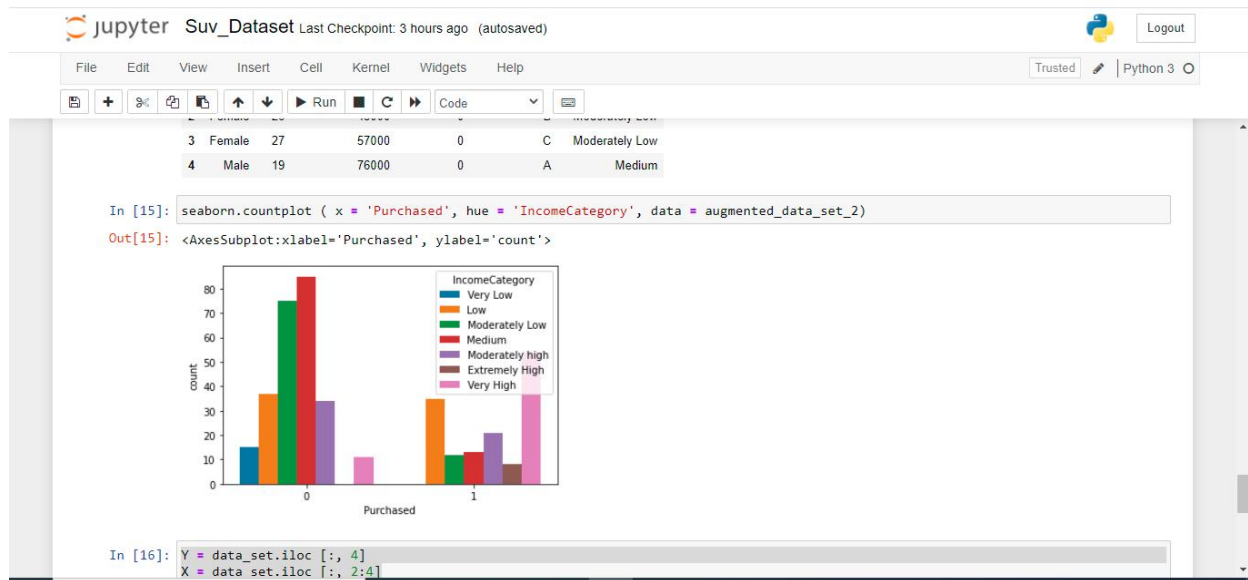 jupyter Suv_Dataset Last Checkpoint: 3 hours ago (autosaved)
Logout
File Edit View Insert Cell Kernel Widgets Help
Trusted Python 3
Run Code
3 Female 27 57000 0 C Moderately Low
4 Male 19 76000 0 A Medium
In [15]: seaborn.countplot ( x = 'Purchased', hue = 'IncomeCategory', data = augmented_data_set_2)
Out[15]: <AxesSubplot:xlabel='Purchased', ylabel='count'>
IncomeCategory
Very Low
Low
Moderately Low
Medium
Moderately high
Extremely High
Very High
80
70
60
50
40
30
20
10
0
count
0 1
Purchased
In [16]: Y = data_set.iloc [:, 4]
X = data_set.iloc [:, 2:4]